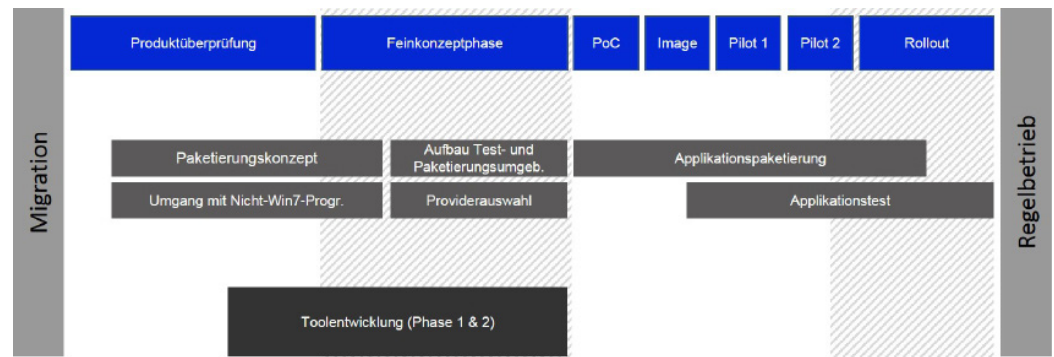 Migration
Produktüberprüfung
Feinkonzeptphase
PoC
Image
Pilot 1
Pilot 2
Rollout
Paketierungskonzept
Aufbau Test- und
Paketierungsumgeb.
Applikationspaketierung
Umgang mit Nicht-Win7-Progr.
Providerauswahl
Applikationstest
Toolentwicklung (Phase 1 & 2)
Regelbetrieb